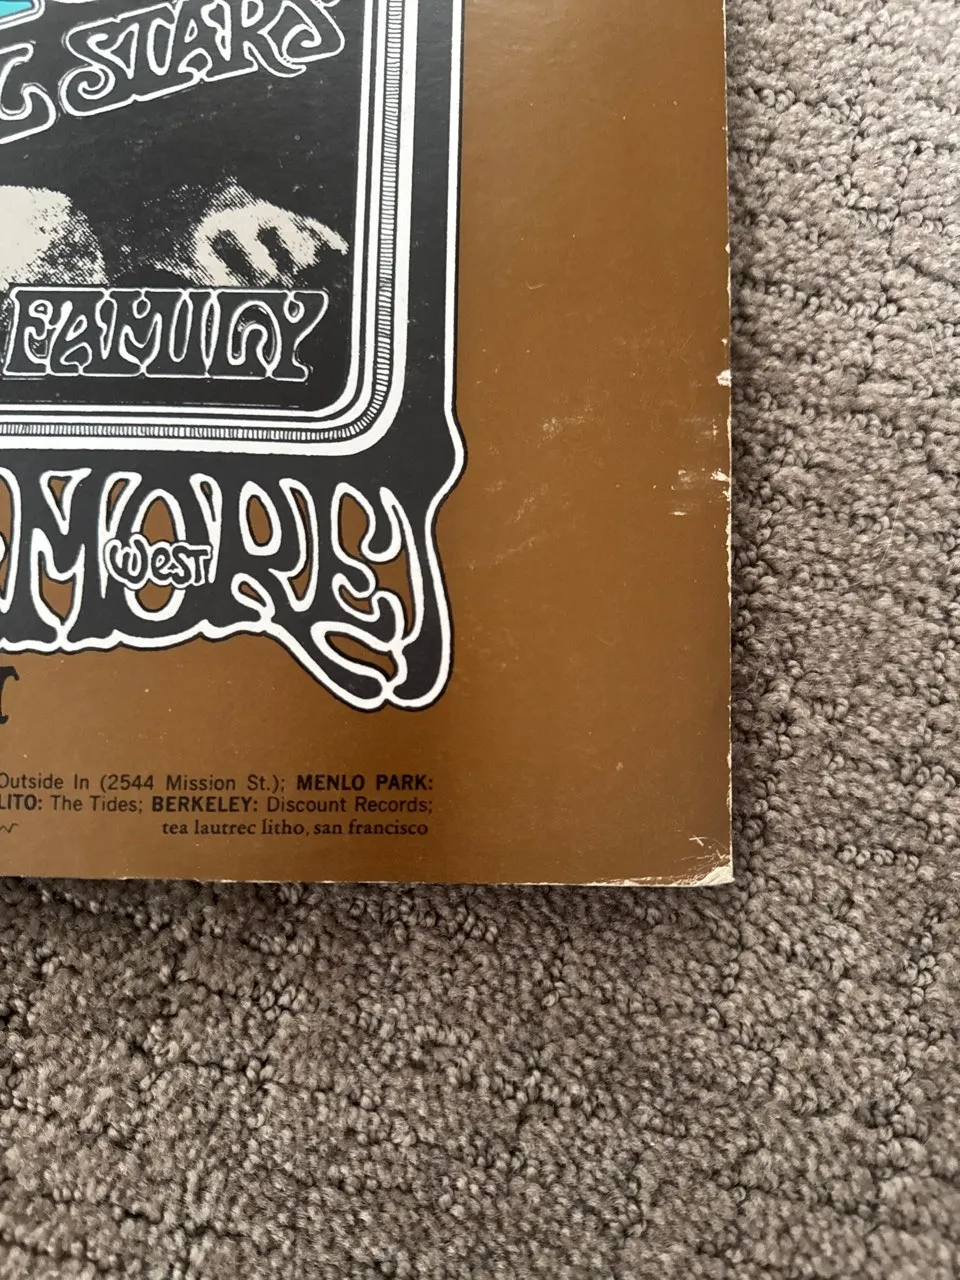 STARS
FAMILY
MORE
West
Outside In (2544 Mission St.); MENLO PARK:
LITO: The Tides; BERKELEY: Discount Records;
tea lautrec litho, san francisco